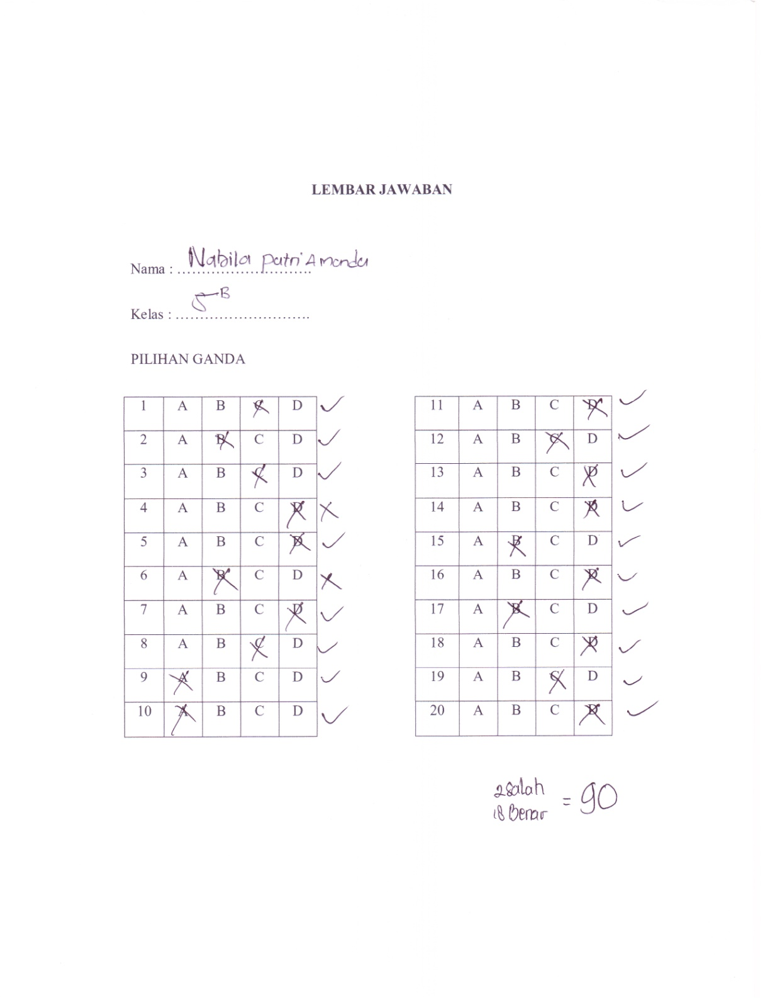 LEMBAR JAWABAN
Nama : ........................... Nabila Putri Amanda
Kelas : ........................... 5 B
PILIHAN GANDA
1 A B C D
2 A B C D
3 A B C D
4 A B C D
5 A B C D
6 A B C D
7 A B C D
8 A B C D
9 A B C D
10 A B C D
11 A B C D
12 A B C D
13 A B C D
14 A B C D
15 A B C D
16 A B C D
17 A B C D
18 A B C D
19 A B C D
20 A B C D
2 Salah
18 Benar = 90